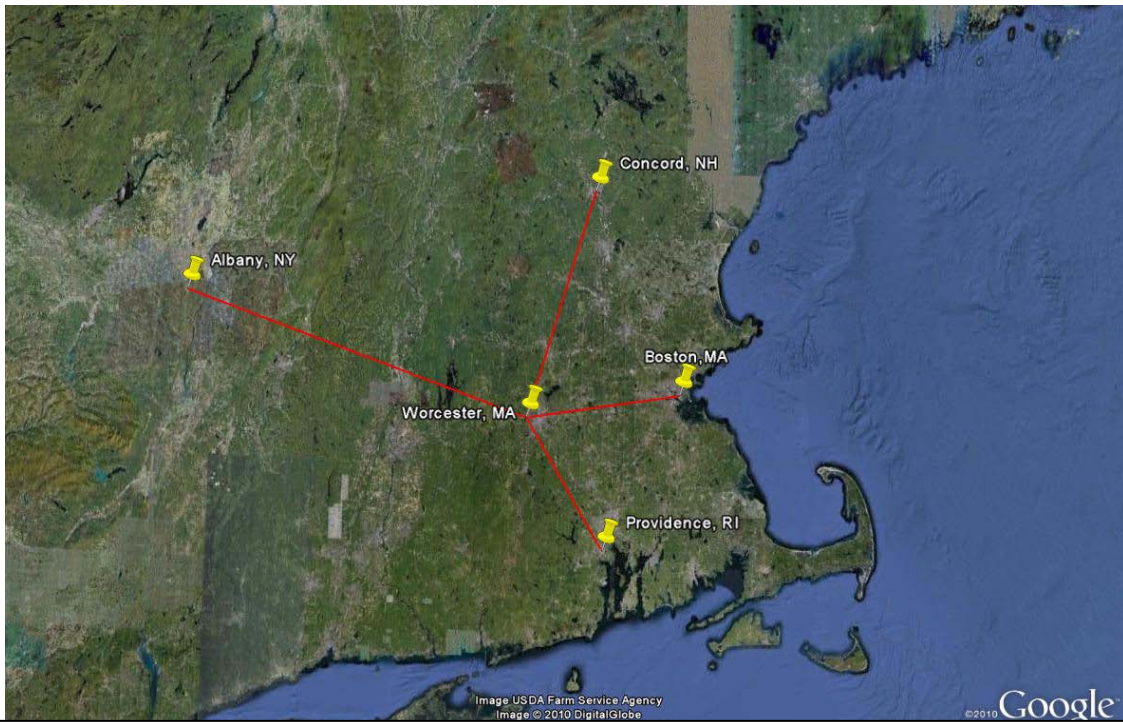 Concord, NH
Albany, NY
Boston,MA
Worcester, MA
Providence, RI
Image USDA Farm Service Agency
Image © 2010 DigitalGlobe
©2010 Google